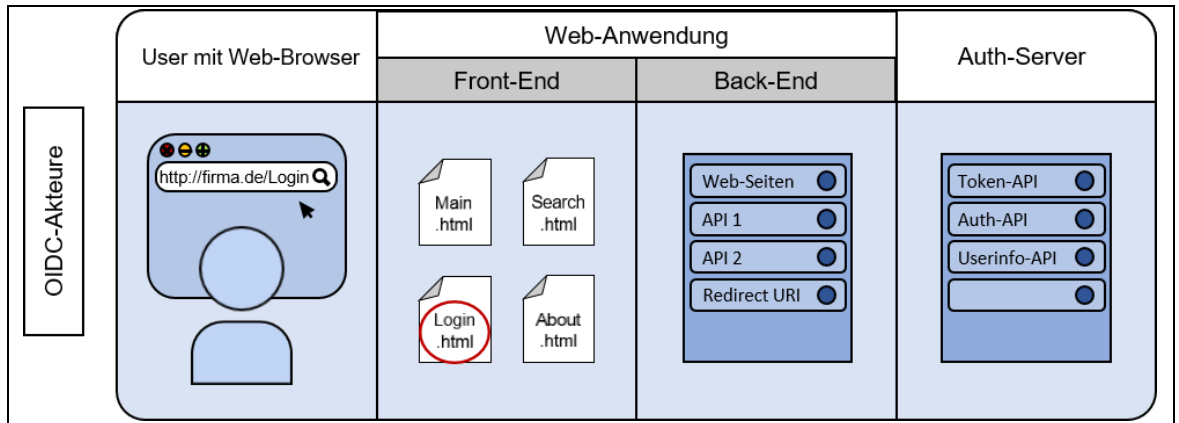 User mit Web-Browser
Web-Anwendung
Front-End
Back-End
Auth-Server
OIDC-Akteure
http://firma.de/Login
Main
.html
Search
.html
Login
.html
About
.html
Web-Seiten
API 1
API 2
Redirect URI
Token-API
Auth-API
Userinfo-API